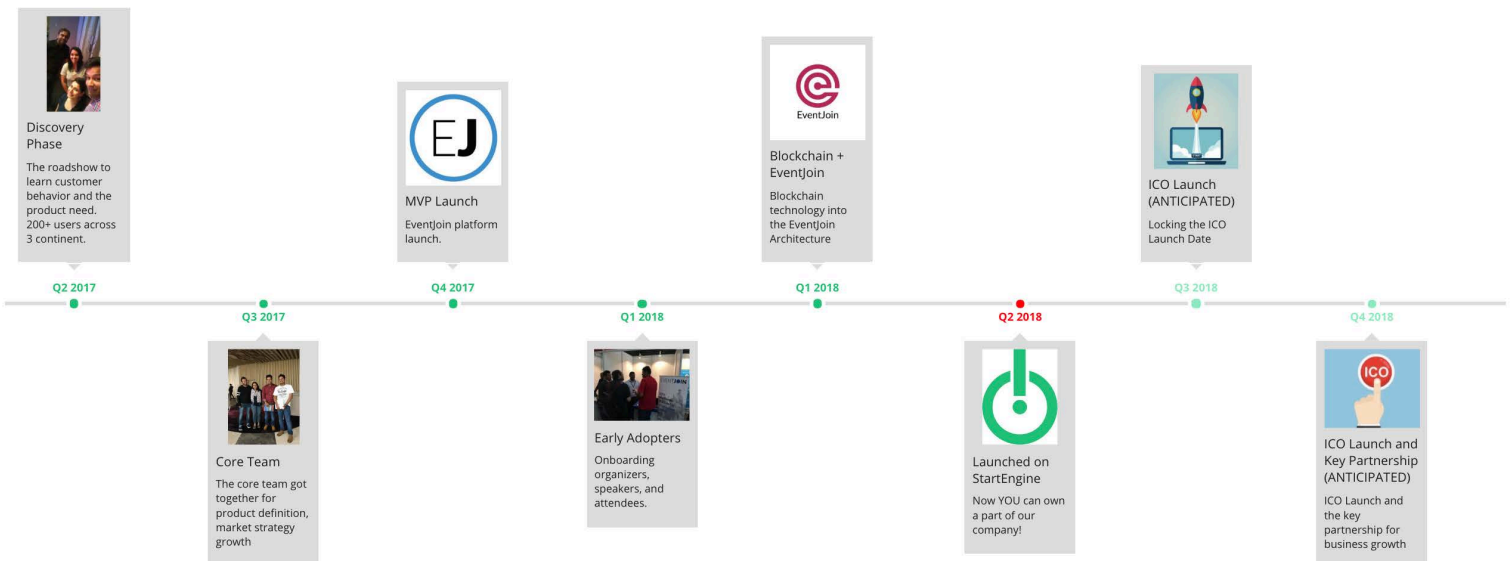 Discovery
Phase
The roadshow to
learn customer
behavior and the
product need.
200+ users across
3 continent.
Q2 2017
Q3 2017
Core Team
The core team got
together for
product definition,
market strategy
growth
EJ
MVP Launch
EventJoin platform
launch.
Q4 2017
Q1 2018
Early Adopters
Onboarding
organizers,
speakers, and
attendees.
EventJoin
Blockchain +
EventJoin
Blockchain
technology into
the EventJoin
Architecture
Q1 2018
Q2 2018
Launched on
StartEngine
Now YOU can own
a part of our
company!
ICO Launch
(ANTICIPATED)
Locking the ICO
Launch Date
Q3 2018
Q4 2018
ICO
ICO Launch and
Key Partnership
(ANTICIPATED)
ICO Launch and
the key
partnership for
business growth